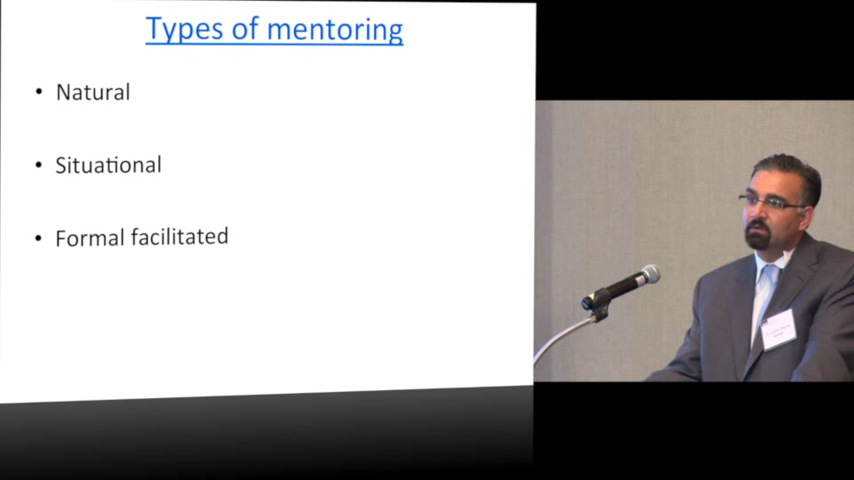 Types of mentoring
• Natural
• Situational
• Formal facilitated